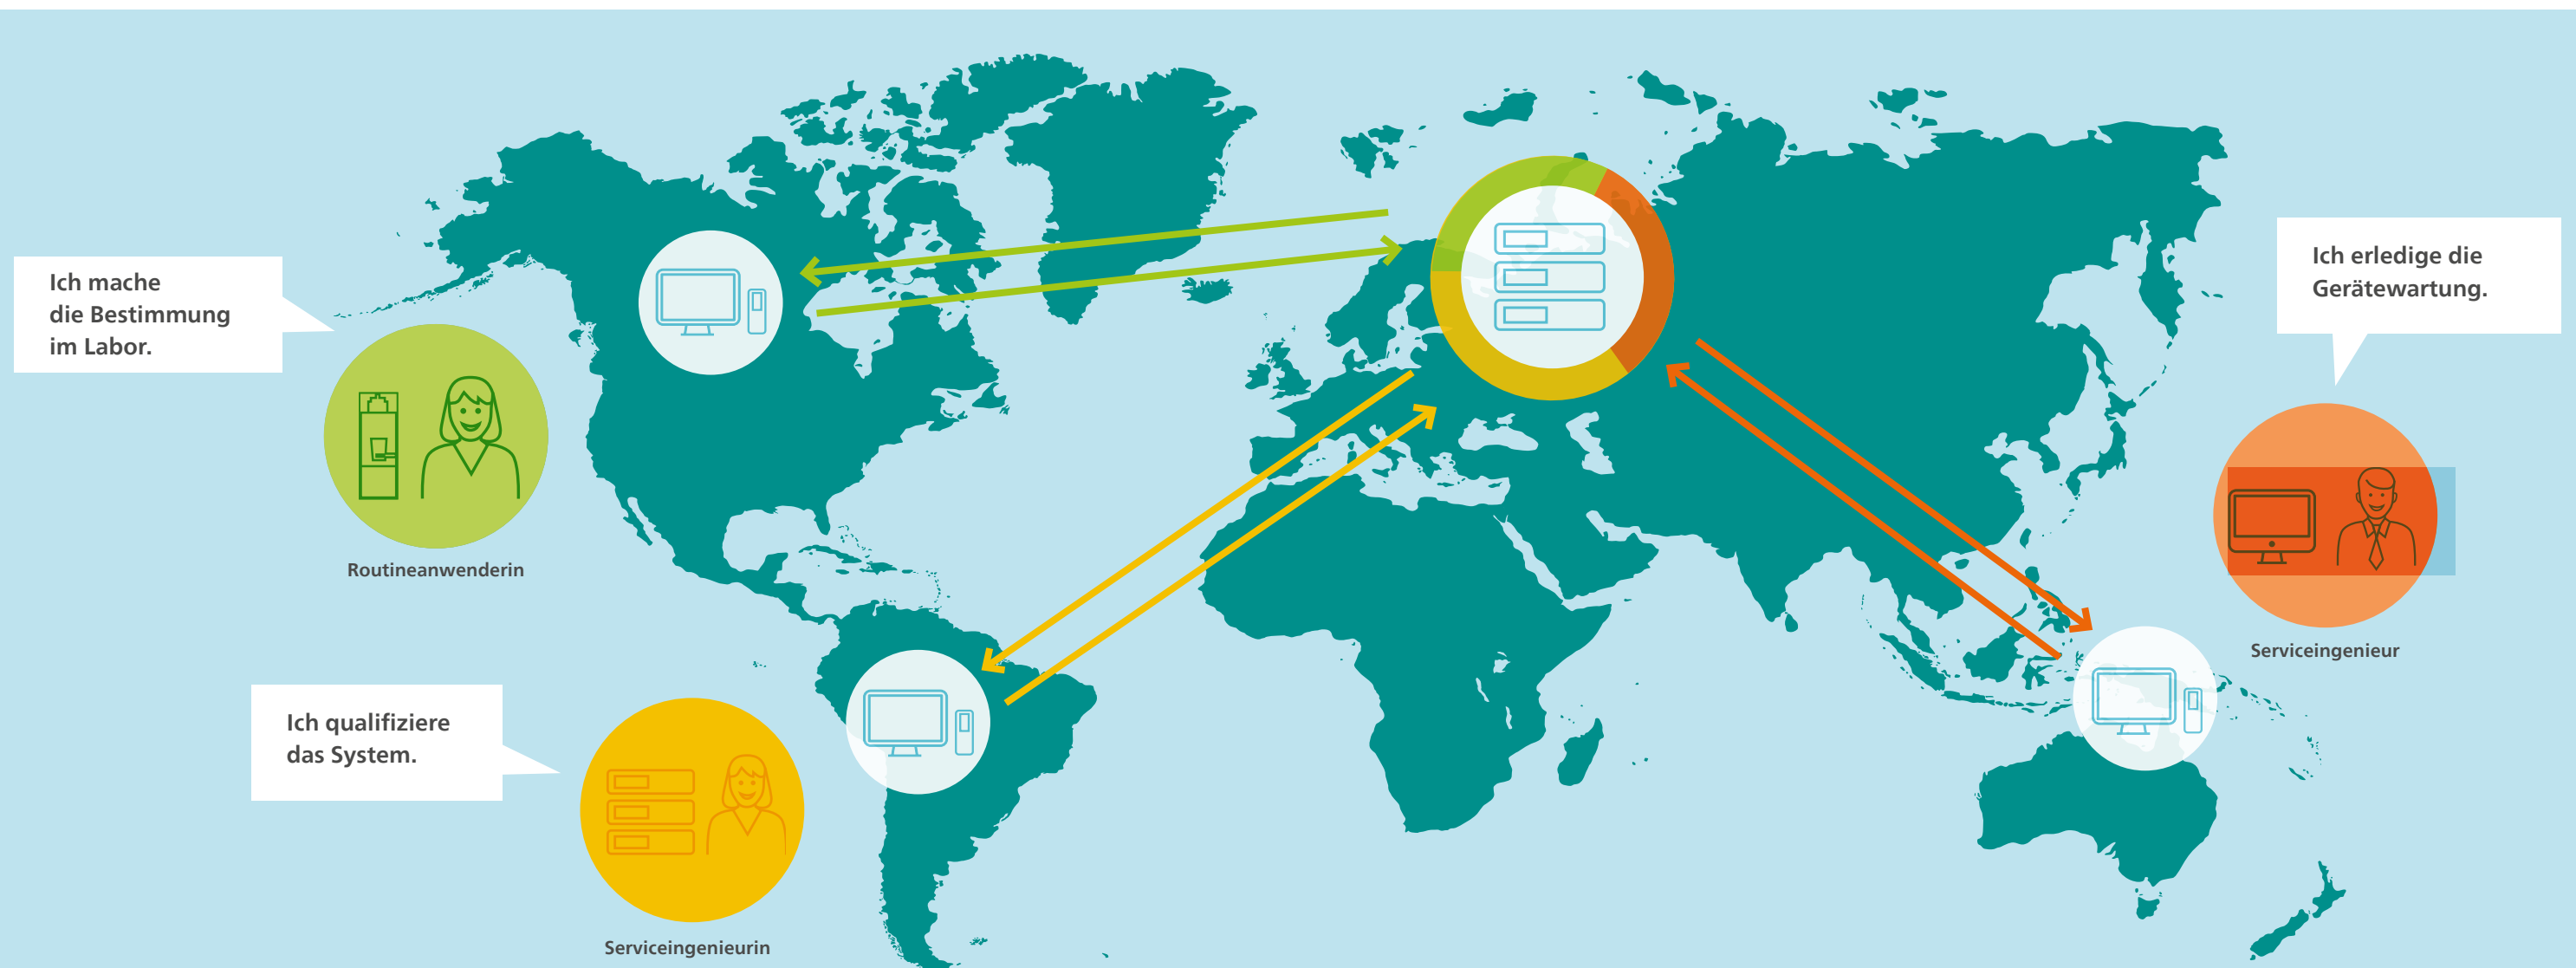 Ich mache
die Bestimmung
im Labor.
Routineanwenderin
Ich qualifiziere
das System.
Serviceingenieurin
Ich erledige die
Gerätewartung.
Serviceingenieur